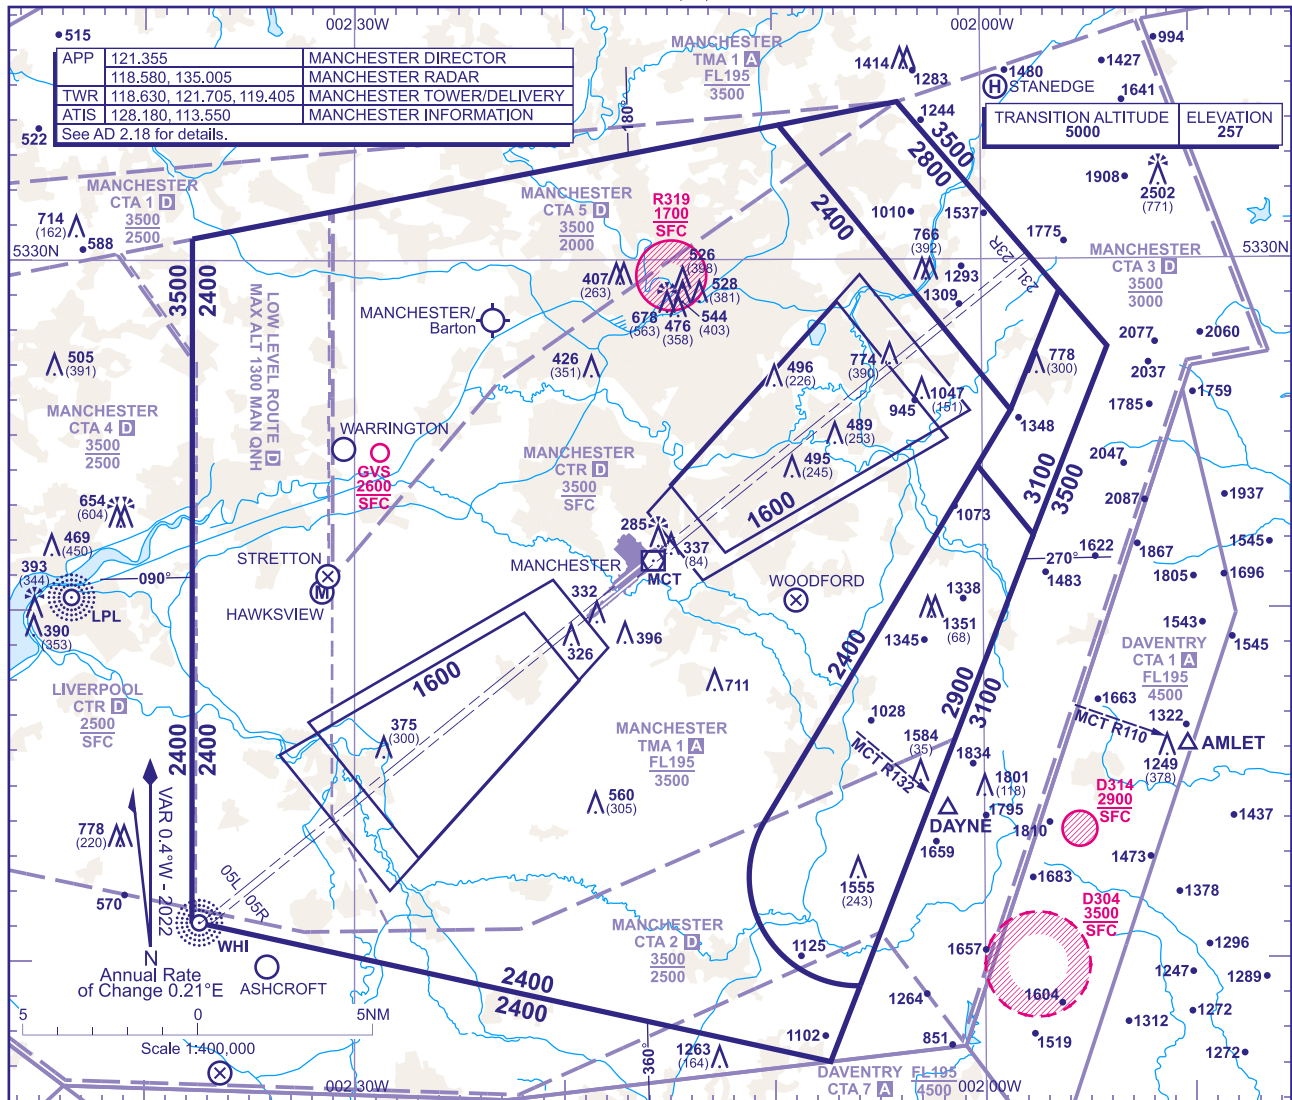 515
APP 121.355 MANCHESTER DIRECTOR
118.580, 135.005 MANCHESTER RADAR
TWR 118.630, 121.705, 119.405 MANCHESTER TOWER/DELIVERY
ATIS 128.180, 113.550 MANCHESTER INFORMATION
See AD 2.18 for details.
522
002.30W
002.00W
180°
MANCHESTER
TMA 1 A
FL195
3500
1414
1283
1244
1480
H STANEDGE
994
1427
1641
TRANSITION ALTITUDE
5000
ELEVATION
257
3500
2800
2400
1908
2502
(771)
MANCHESTER
CTA 1 D
3500
2500
714
(162)
588
5330N
5330N
MANCHESTER
CTA 5 D
3500
2000
R319
1700
SFC
1010
1537
766
(392)
1293
1309
23R
23L
1775
MANCHESTER
CTA 3 D
3500
3000
3500
2400
LOW LEVEL ROUTE D
MAX ALT 1300 MAN QNH
MANCHESTER/
Barton
407
(263)
526
(398)
528
(381)
544
(403)
678
(563)
476
(358)
426
(351)
496
(226)
774
(390)
1047
(151)
945
489
(253)
495
(245)
778
(300)
1348
2077
2060
2037
1785
1759
505
(391)
MANCHESTER
CTA 4 D
3500
2500
WARRINGTON
GVS
2600
SFC
MANCHESTER
CTR D
3500
SFC
1600
3100
3500
2047
2087
1937
1073
654
(604)
469
(450)
393
(344)
390
(353)
LPL
090°
STRETTON
HAWKSVIEW
M
MANCHESTER
285
337
(84)
MCT
WOODFORD
332
326
396
711
270°
1622
1483
1867
1805
1545
1696
1338
1351
(68)
1345
1543
1545
DAVENTRY
CTA 1 A
FL195
4500
LIVERPOOL
CTR D
2500
SFC
1600
375
(300)
2400
2400
2400
2900
3100
MANCHESTER
TMA 1 A
FL195
3500
1663
MCT R110
1322
AMLET
1249
(378)
1028
1584
(35)
MCT R132
1834
1801
(118)
1795
DAYNE
1810
1659
D314
2900
SFC
1437
1473
560
(305)
778
(220)
570
VAR 0.4°W - 2022
N
Annual Rate
of Change 0.21°E
05L
05R
WHI
ASHCROFT
1555
(243)
1683
1378
D304
3500
SFC
MANCHESTER
CTA 2 D
3500
2500
1125
1657
1296
1247
1289
2400
2400
1264
1604
1272
1312
1519
1272
5 0 5NM
Scale 1:400,000
360°
1263
(164)
1102
851
DAVENTRY
CTA 7 A
FL195
4500
002.30W
002.00W